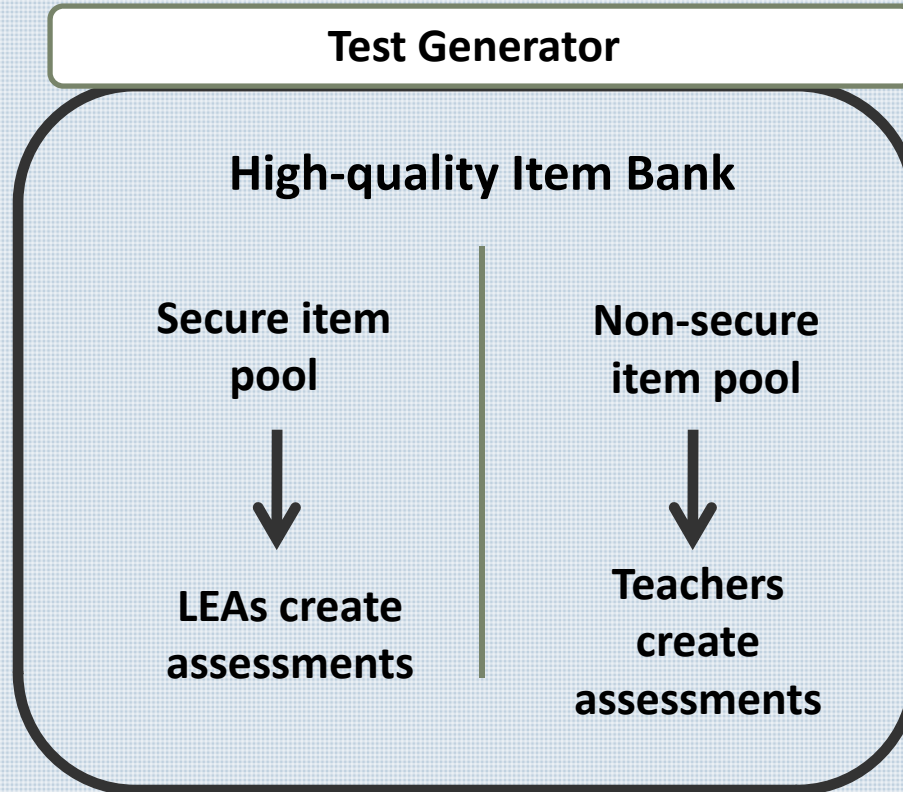 Test Generator
High-quality Item Bank
Secure item
pool
LEAs create
assessments
Non-secure
item pool
Teachers
create
assessments